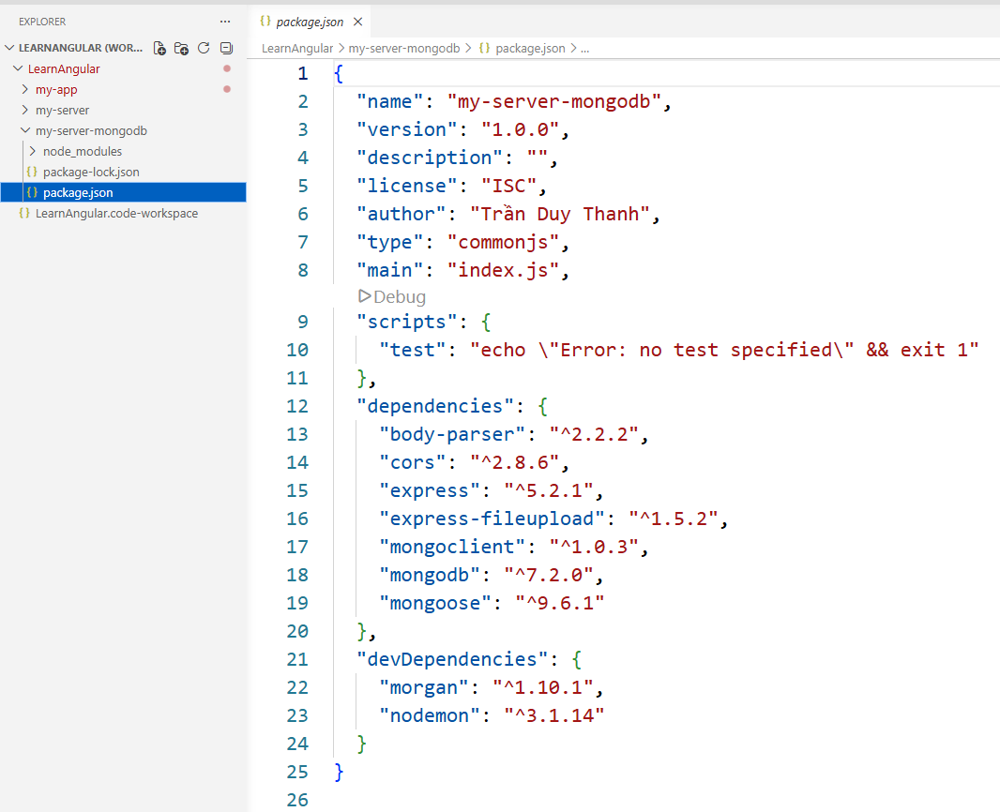 EXPLORER
...
LEARNANGULAR (WOR...
LearnAngular
my-app
my-server
my-server-mongodb
node_modules
package-lock.json
package.json
LearnAngular.code-workspace
package.json
LearnAngular > my-server-mongodb > {} package.json > ...
1 {
2 "name": "my-server-mongodb",
3 "version": "1.0.0",
4 "description": "",
5 "license": "ISC",
6 "author": "Trần Duy Thanh",
7 "type": "commonjs",
8 "main": "index.js",
Debug
9 "scripts": {
10 "test": "echo \"Error: no test specified\" && exit 1"
11 },
12 "dependencies": {
13 "body-parser": "^2.2.2",
14 "cors": "^2.8.6",
15 "express": "^5.2.1",
16 "express-fileupload": "^1.5.2",
17 "mongoclient": "^1.0.3",
18 "mongodb": "^7.2.0",
19 "mongoose": "^9.6.1"
20 },
21 "devDependencies": {
22 "morgan": "^1.10.1",
23 "nodemon": "^3.1.14"
24 }
25 }
26